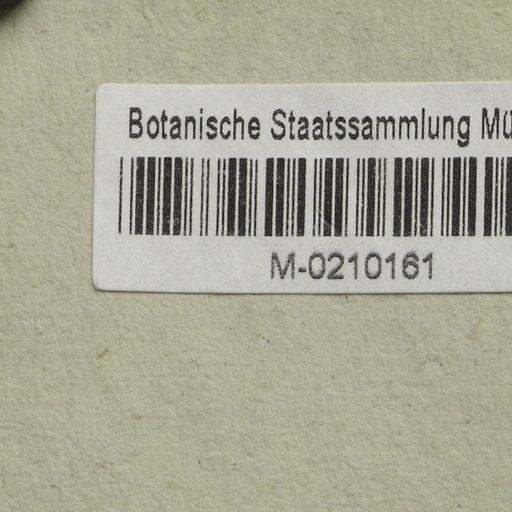 Botanische Staatssammlung Mü
M-0210161